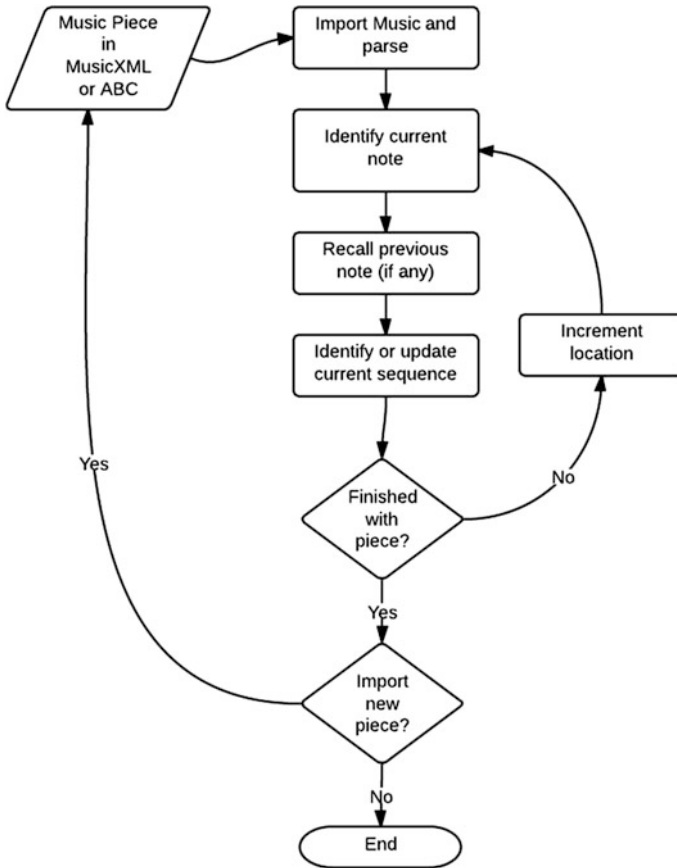 Music Piece
in
MusicXML
or ABC
Import Music and
parse
Identify current
note
Recall previous
note (if any)
Identify or update
current sequence
Increment
location
Finished
with
piece?
No
Yes
Yes
Import
new
piece?
No
End